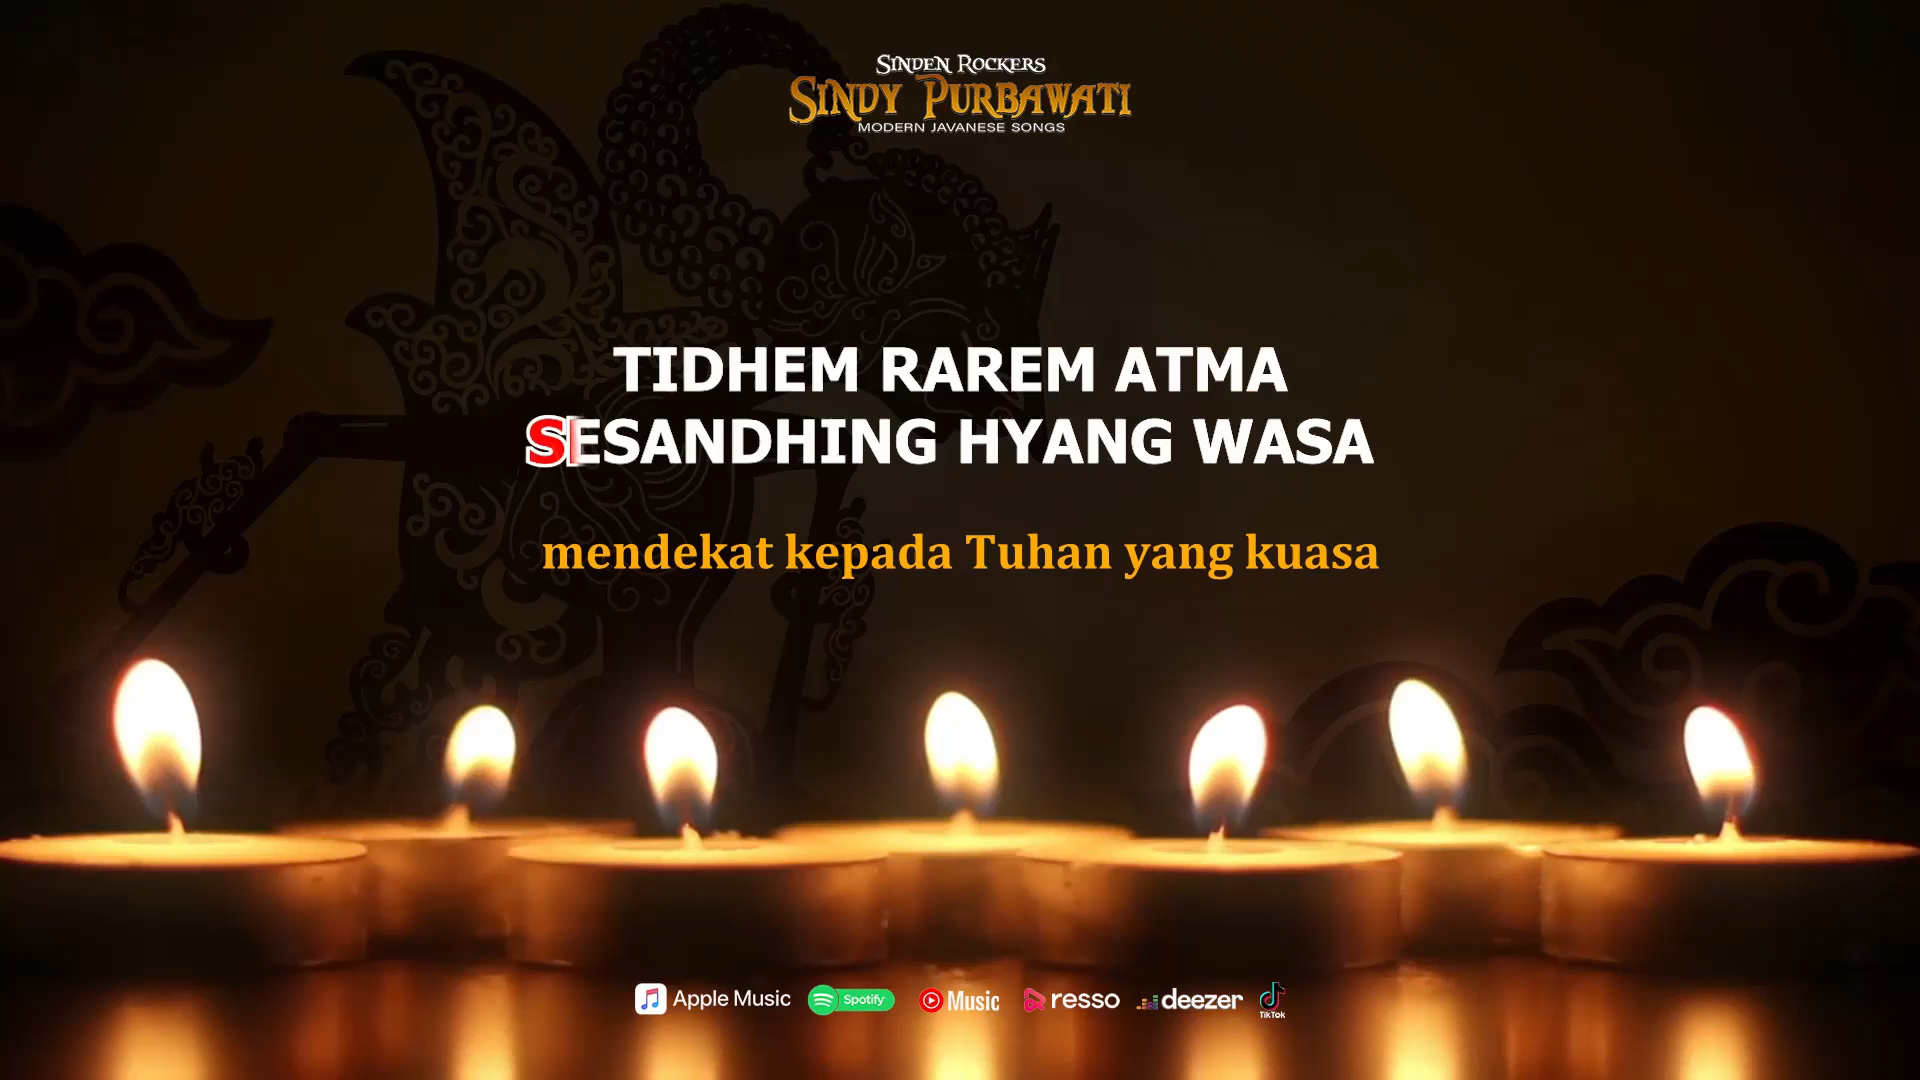 SINDEN ROCKERS
SINDY PURBAWATI
MODERN JAVANESE SONGS
TIDHEM RAREM ATMA
SESANDHING HYANG WASA
mendekat kepada Tuhan yang kuasa
Apple Music Spotify Music resso deezer TikTok